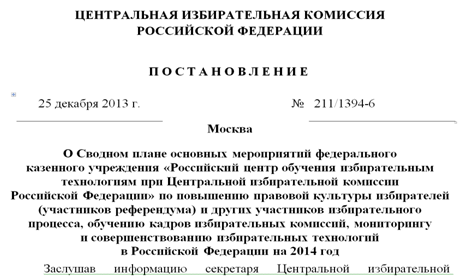 ЦЕНТРАЛЬНАЯ ИЗБИРАТЕЛЬНАЯ КОМИССИЯ
РОССИЙСКОЙ ФЕДЕРАЦИИ
ПОСТАНОВЛЕНИЕ
25 декабря 2013 г. № 211/1394-6
Москва
О Сводном плане основных мероприятий федерального
казенного учреждения «Российский центр обучения избирательным
технологиям при Центральной избирательной комиссии
Российской Федерации» по повышению правовой культуры избирателей
(участников референдума) и других участников избирательного
процесса, обучению кадров избирательных комиссий, мониторингу
и совершенствованию избирательных технологий
в Российской Федерации на 2014 год
Заслушав информацию секретаря Центральной избирательной